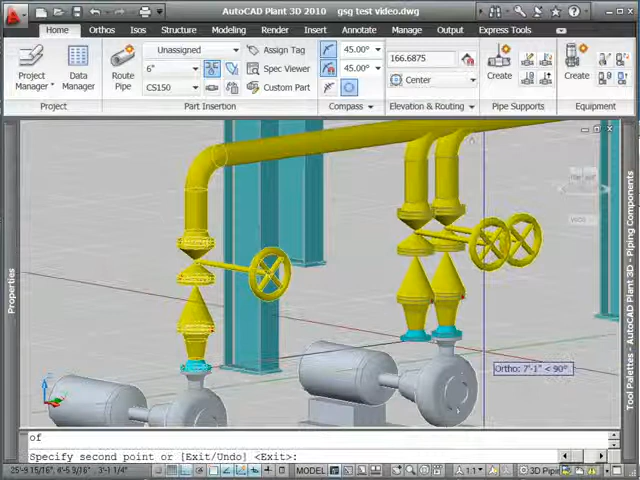 AutoCAD Plant 3D 2010 gsg test video.dwg
Home Orthos Iso Structure Modeling Render Insert Annotate Manage Output Express Tools
Unassigned
Assign Tag
45.00°
166.6875
Project
Manager
Data
Manager
Route
Pipe
6"
Spec Viewer
45.00°
Center
Create
Create
CS150
Custom Part
Project
Part Insertion
Compass
Elevation & Routing
Pipe Supports
Equipment
Properties
Tool Palettes - AutoCAD Plant 3D - Piping Components
Ortho: 7'-1" < 90°
of
Specify second point or [Exit/Undo] <Exit>:
MODEL
1:1
3D Piping